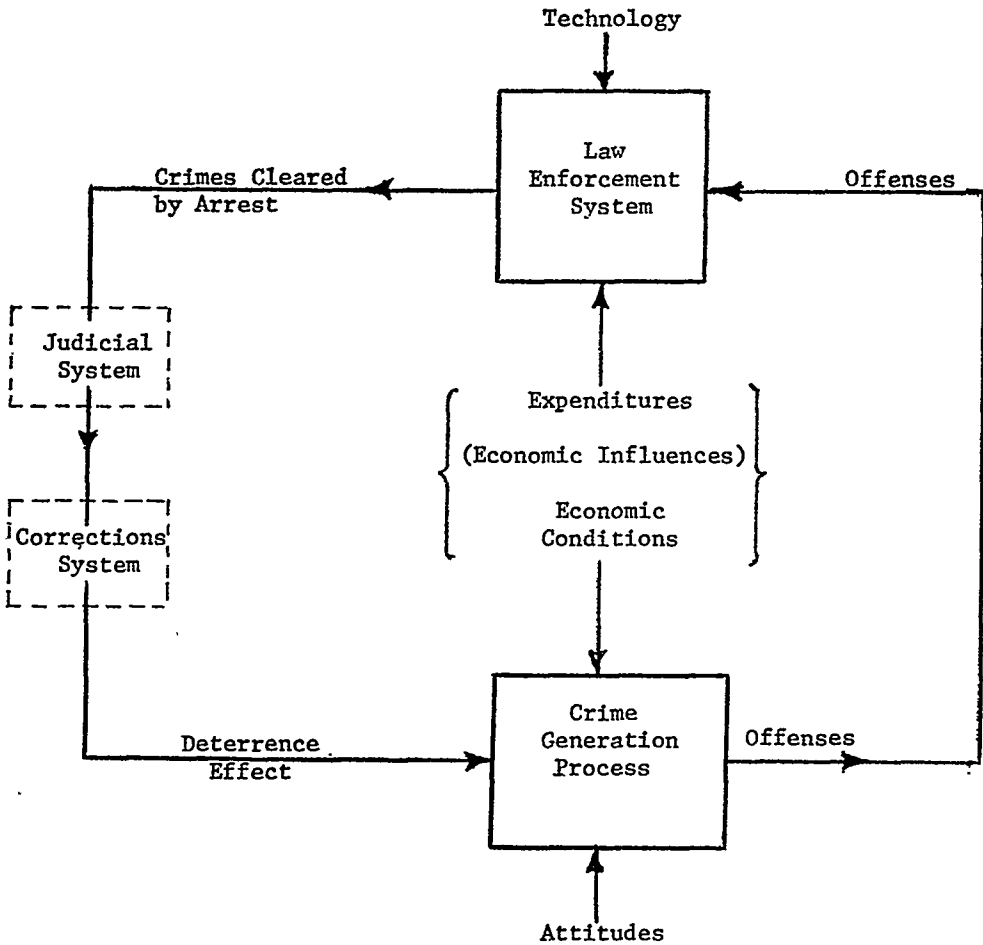 Technology
Law
Enforcement
System
Crimes Cleared
by Arrest
Offenses
Judicial
System
Expenditures
(Economic Influences)
Economic
Conditions
Corrections
System
Crime
Generation
Process
Deterrence
Effect
Offenses
Attitudes